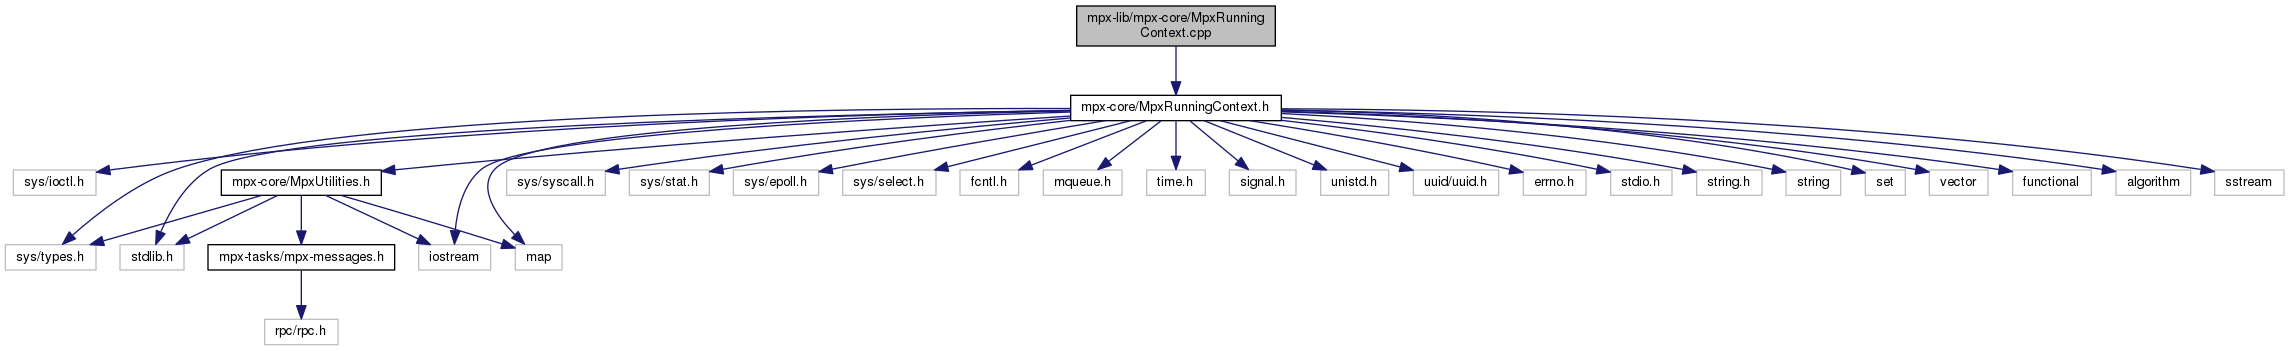 mpx-lib/mpx-core/MpxRunning
Context.cpp
mpx-core/MpxRunningContext.h
sys/ioctl.h
mpx-core/MpxUtilities.h
sys/syscall.h
sys/stat.h
sys/epoll.h
sys/select.h
fcntl.h
mqueue.h
time.h
signal.h
unistd.h
uuid/uuid.h
errno.h
stdio.h
string.h
string
set
vector
functional
algorithm
sstream
sys/types.h
stdlib.h
mpx-tasks/mpx-messages.h
iostream
map
rpc/rpc.h